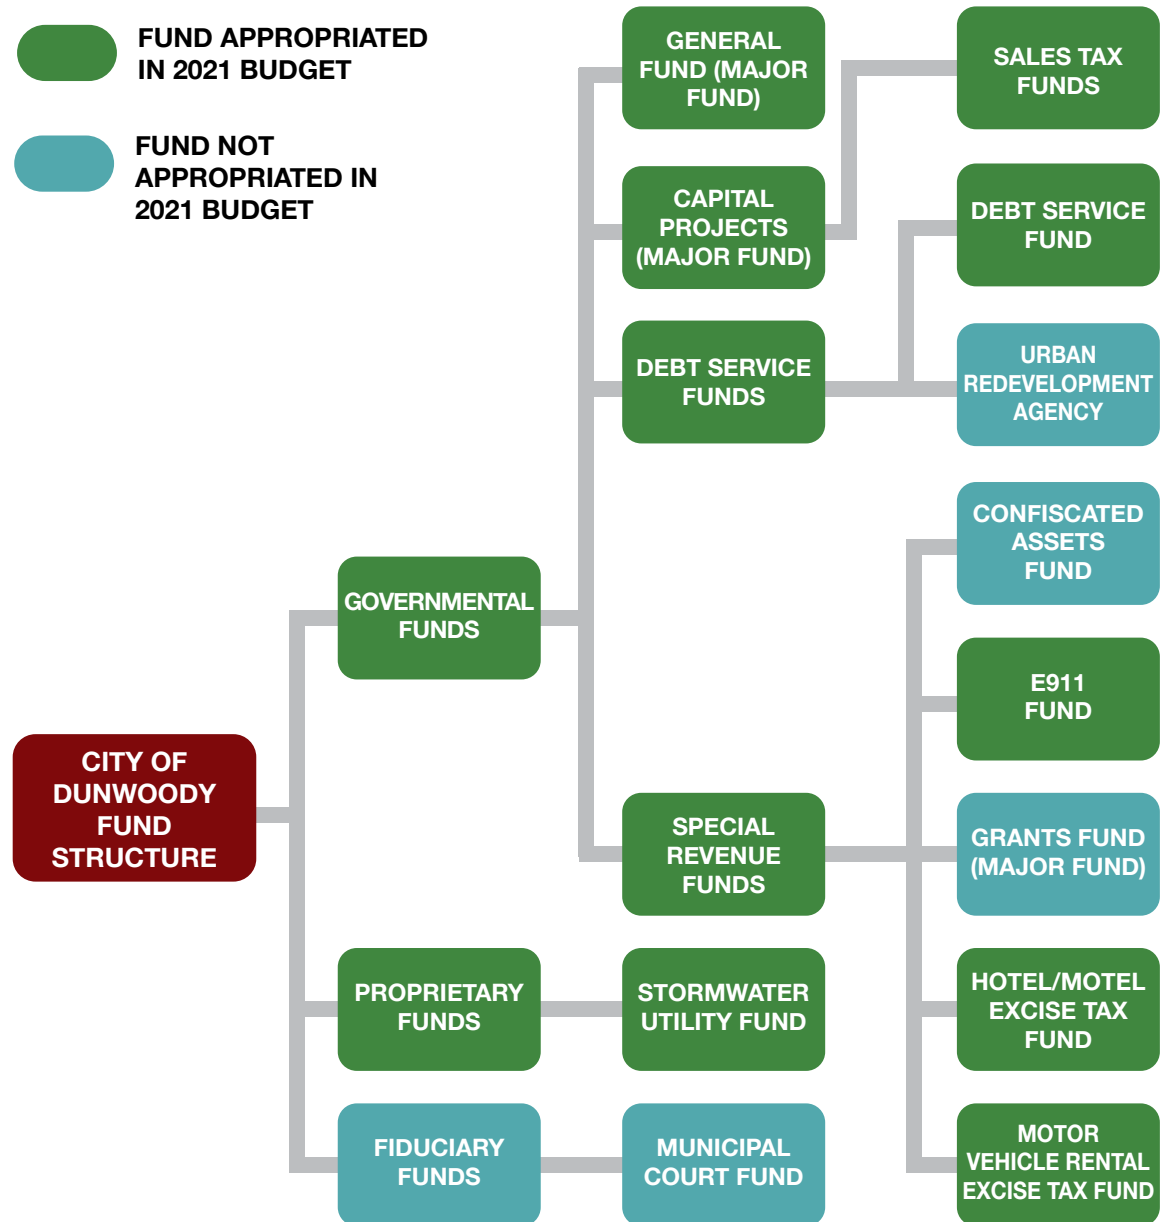 FUND APPROPRIATED
IN 2021 BUDGET
FUND NOT
APPROPRIATED IN
2021 BUDGET
GENERAL
FUND (MAJOR
FUND)
SALES TAX
FUNDS
CAPITAL
PROJECTS
(MAJOR FUND)
DEBT SERVICE
FUND
DEBT SERVICE
FUNDS
URBAN
REDEVELOPMENT
AGENCY
CONFISCATED
ASSETS
FUND
GOVERNMENTAL
FUNDS
E911
FUND
CITY OF
DUNWOODY
FUND
STRUCTURE
SPECIAL
REVENUE
FUNDS
GRANTS FUND
(MAJOR FUND)
PROPRIETARY
FUNDS
STORMWATER
UTILITY FUND
HOTEL/MOTEL
EXCISE TAX
FUND
FIDUCIARY
FUNDS
MUNICIPAL
COURT FUND
MOTOR
VEHICLE RENTAL
EXCISE TAX FUND